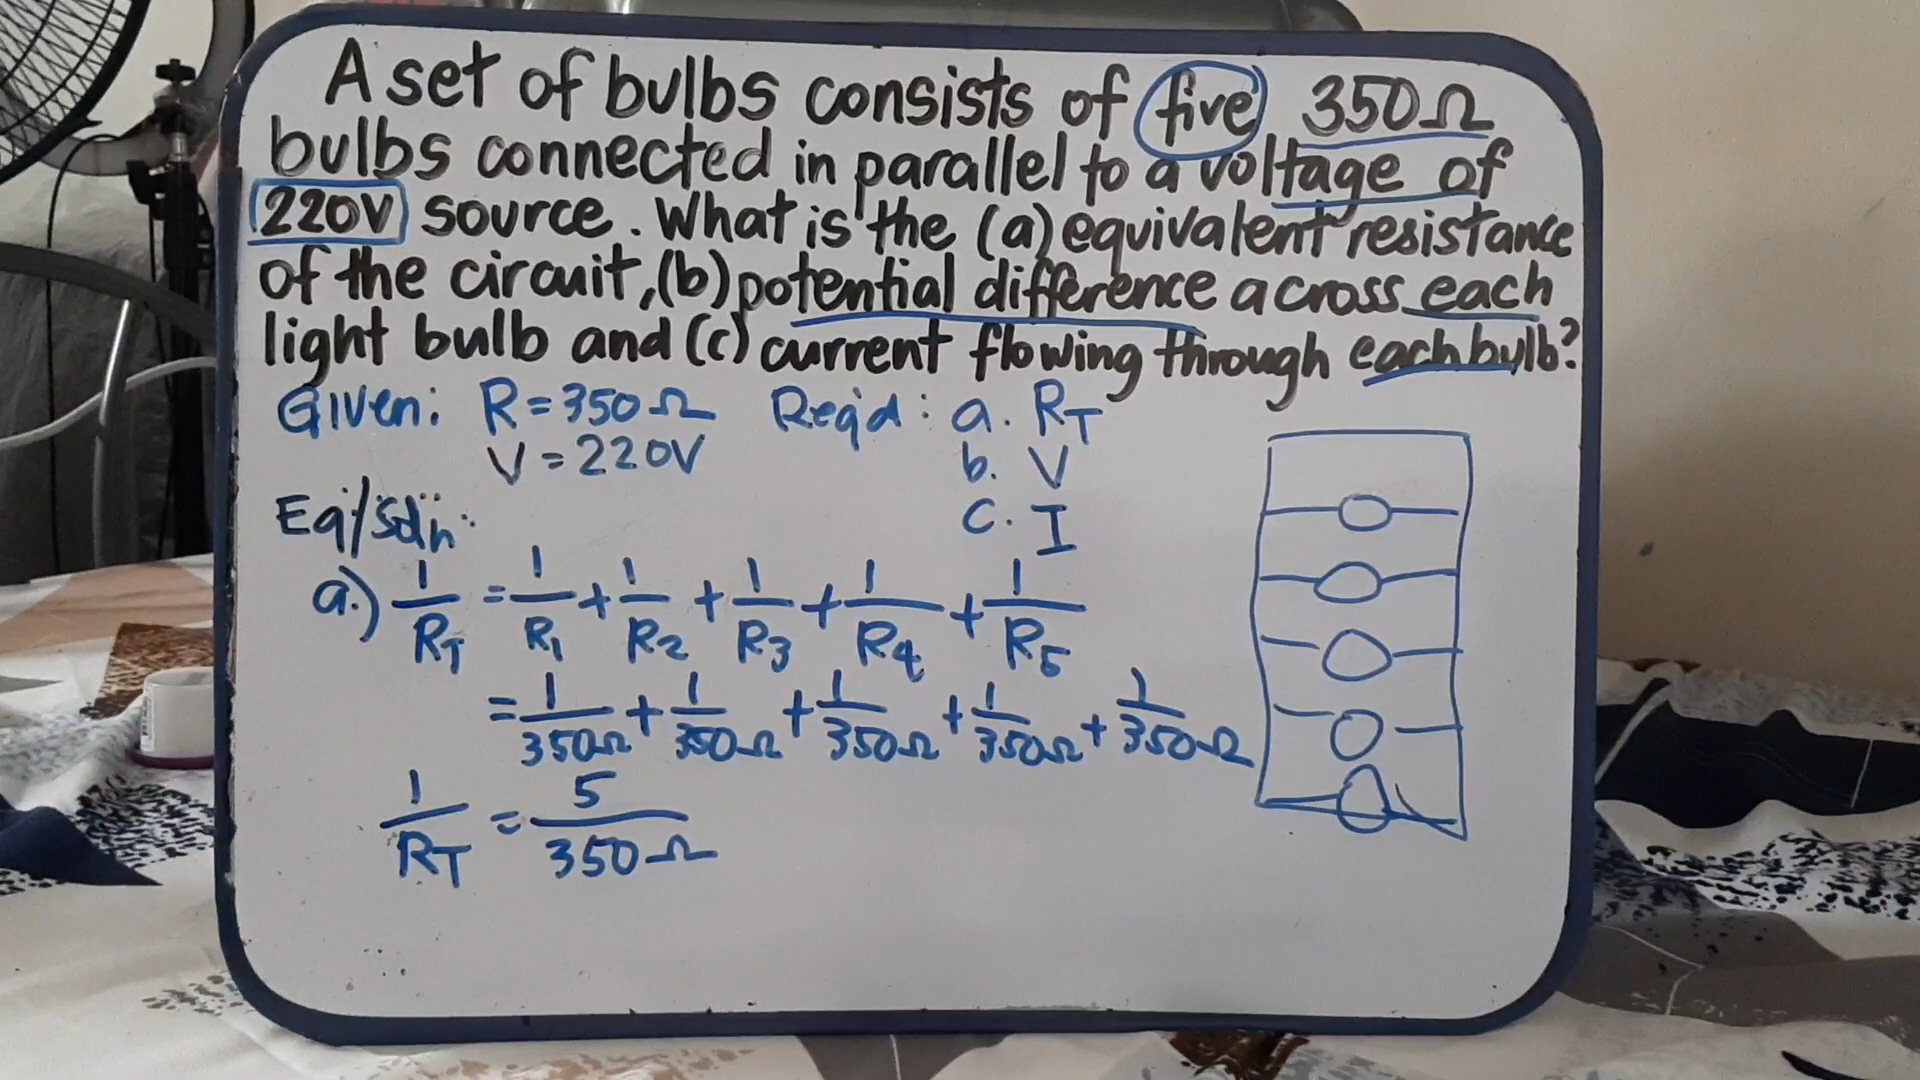 A set of bulbs consists of five 350Ω
bulbs connected in parallel to a voltage of
220V source. What is the (a) equivalent resistance
of the circuit, (b) potential difference across each
light bulb and (c) current flowing through each bulb?
Given: R = 350Ω Req'd: a. RT
V = 220V b. V
Eq/Soln: c. I
a.) 1/RT = 1/R1 + 1/R2 + 1/R3 + 1/R4 + 1/R5
= 1/350Ω + 1/350Ω + 1/350Ω + 1/350Ω + 1/350Ω
1/RT = 5/350Ω